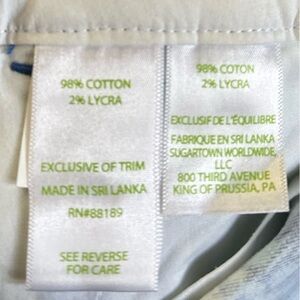 98% COTTON
2% LYCRA
EXCLUSIVE OF TRIM
MADE IN SRI LANKA
RN#88189
SEE REVERSE
FOR CARE
98% COTON
2% LYCRA
EXCLUSIF DE L'ÉQUILIBRE
FABRIQUE EN SRI LANKA
SUGARTOWN WORLDWIDE,
LLC
800 THIRD AVENUE
KING OF PRUSSIA, PA